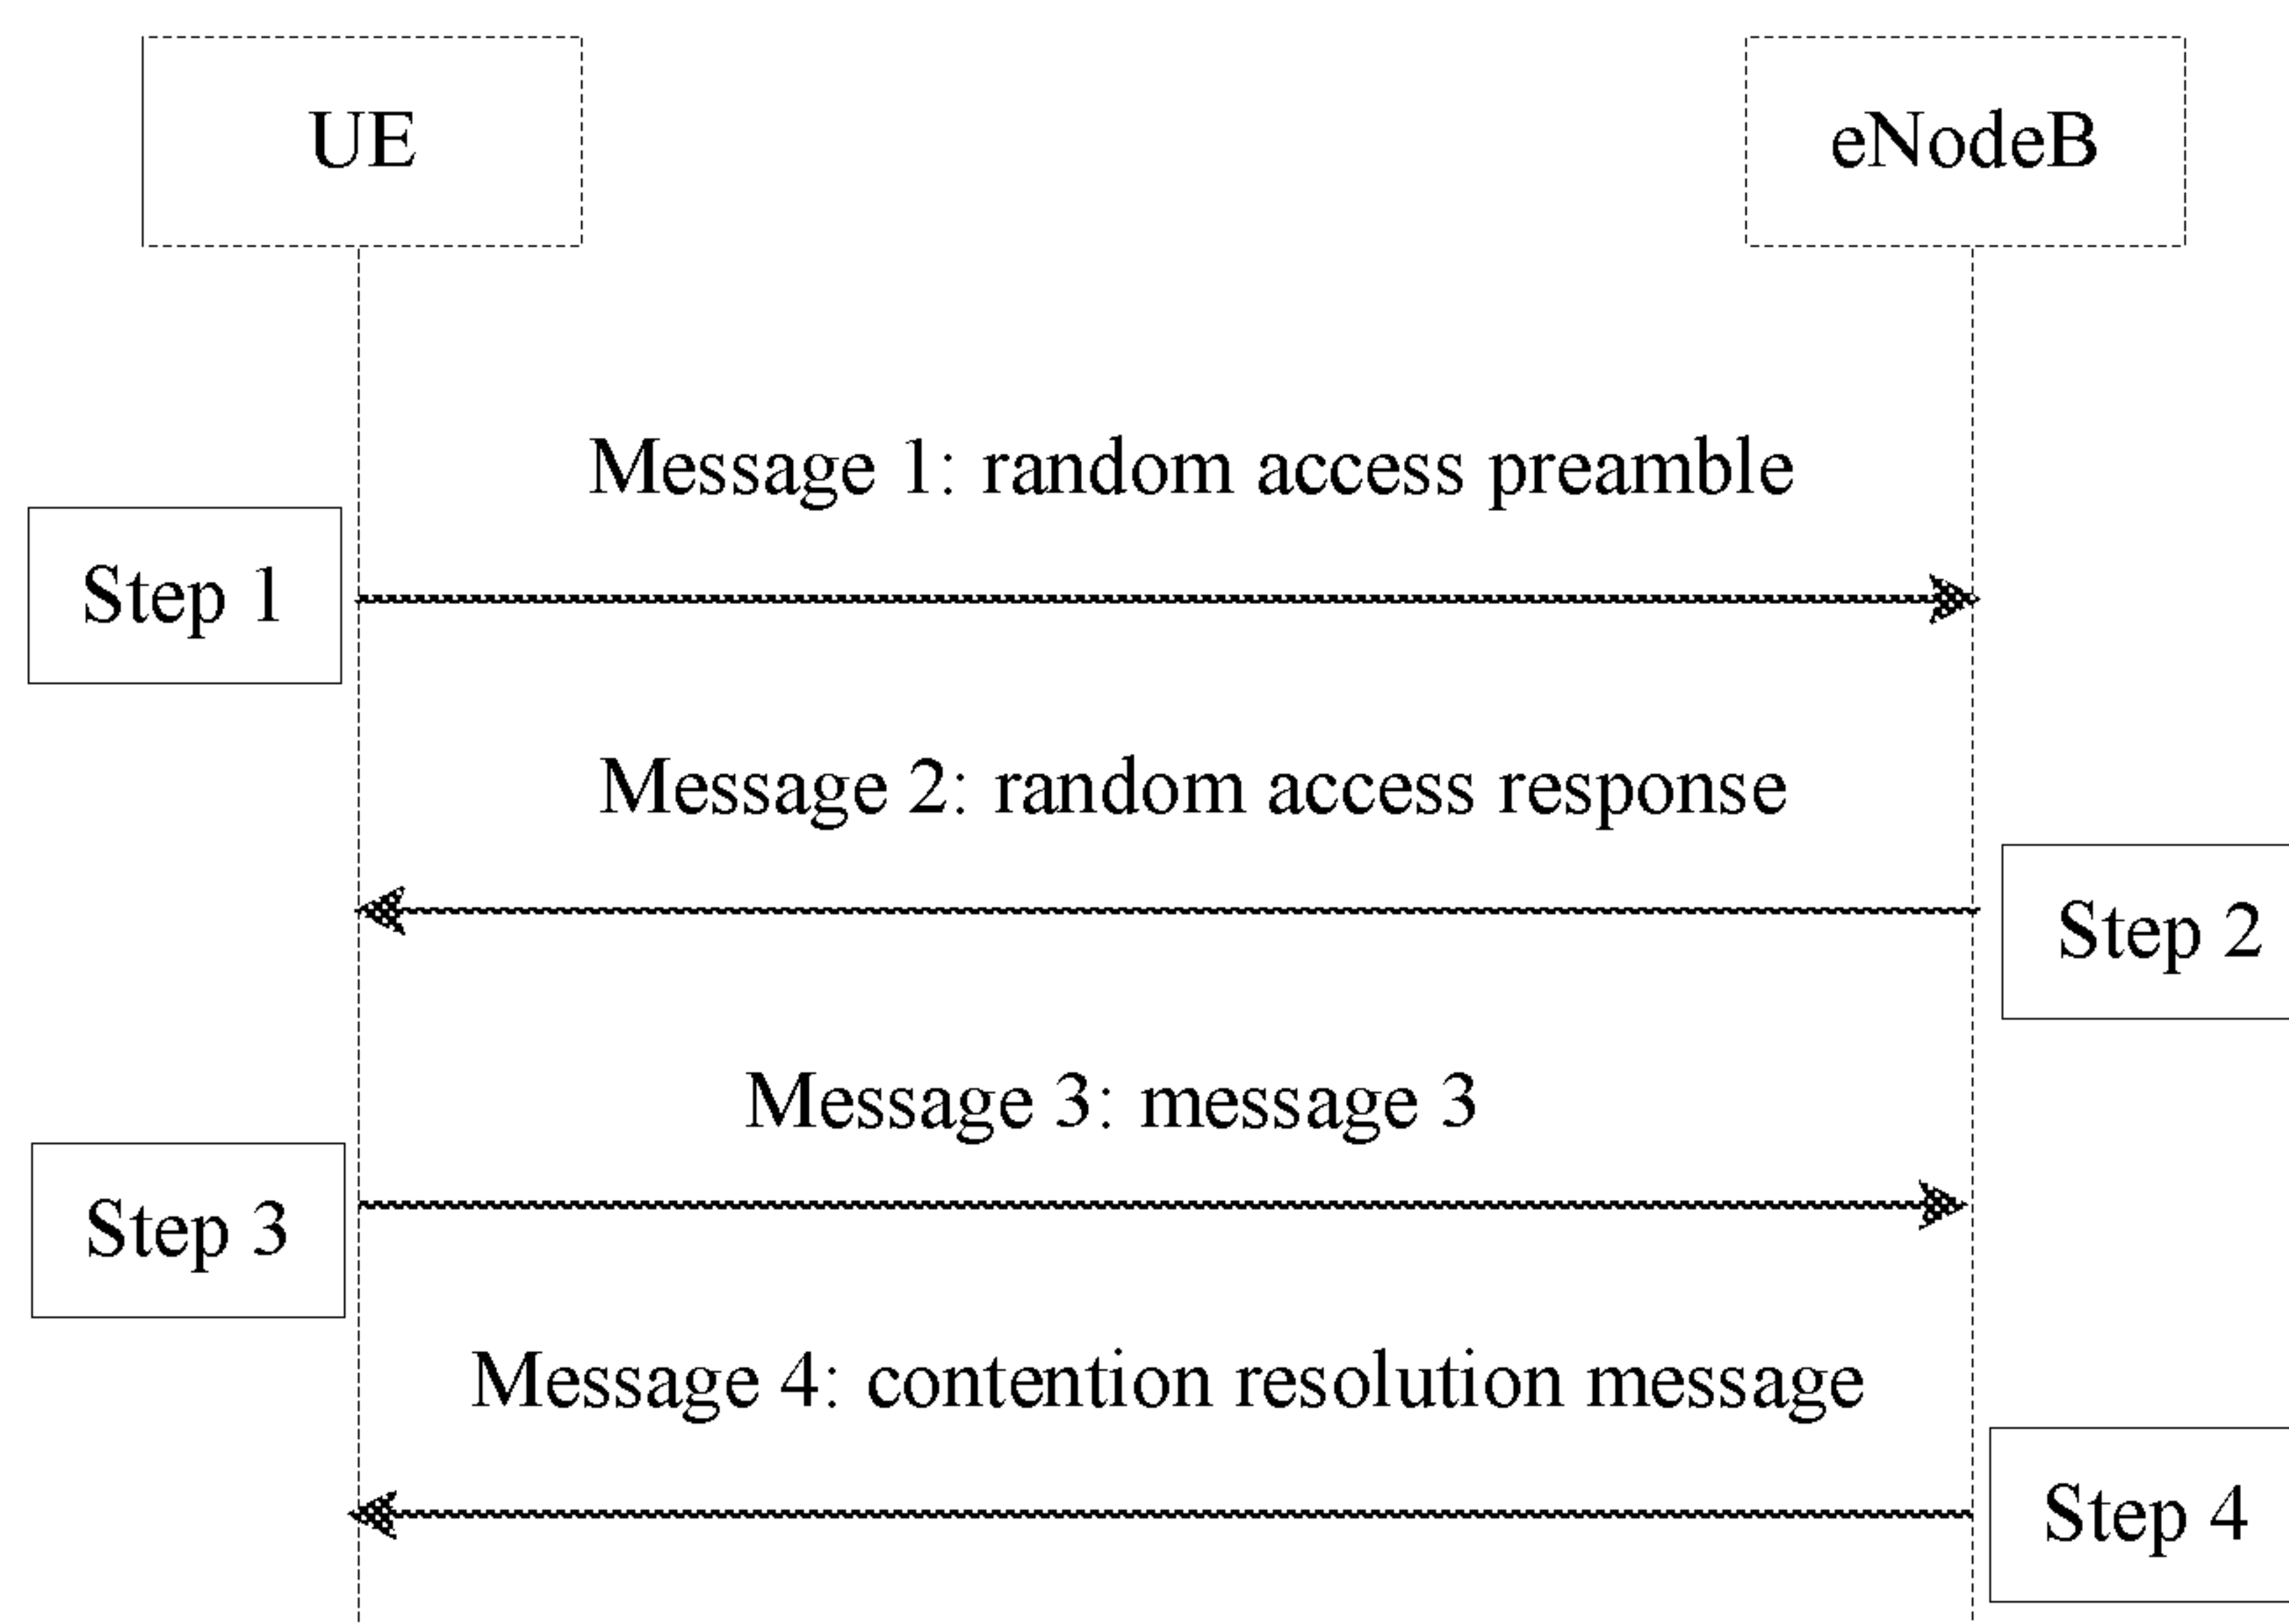 UE
eNodeB
Message 1: random access preamble
Step 1
Message 2: random access response
Step 2
Message 3: message 3
Step 3
Message 4: contention resolution message
Step 4